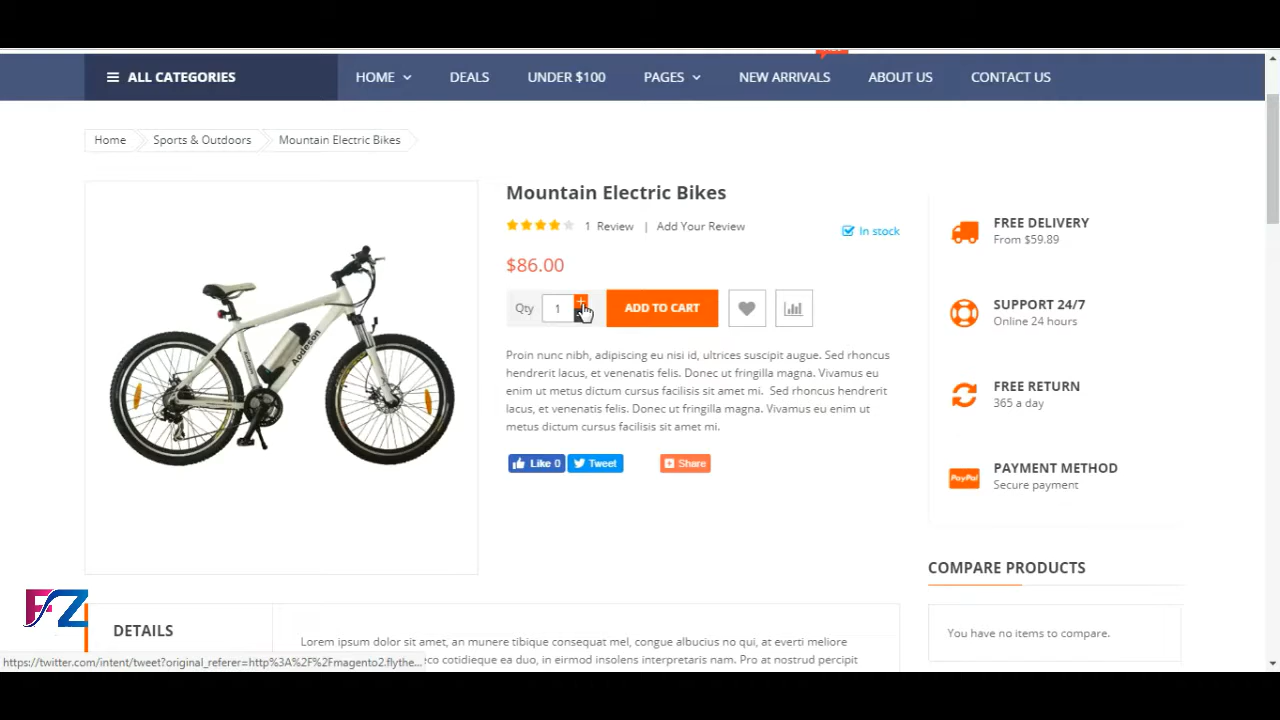 ALL CATEGORIES
HOME
DEALS
UNDER $100
PAGES
NEW ARRIVALS
ABOUT US
CONTACT US
Home
Sports & Outdoors
Mountain Electric Bikes
Aodeson
Mountain Electric Bikes
1 Review | Add Your Review
In stock
$86.00
Qty
1
ADD TO CART
Proin nunc nibh, adipiscing eu nisi id, ultrices suscipit augue. Sed rhoncus
hendrerit lacus, et venenatis felis. Donec ut fringilla magna. Vivamus eu
enim ut metus dictum cursus facilisis sit amet mi. Sed rhoncus hendrerit
lacus, et venenatis felis. Donec ut fringilla magna. Vivamus eu enim ut
metus dictum cursus facilisis sit amet mi.
Like 0
Tweet
Share
FREE DELIVERY
From $59.89
SUPPORT 24/7
Online 24 hours
FREE RETURN
365 a day
PayPal
PAYMENT METHOD
Secure payment
COMPARE PRODUCTS
You have no items to compare.
FZ
DETAILS
Lorem ipsum dolor sit amet, an munere tibique consequat mel, congue albucius no qui, at everti meliore
cotidieque ea duo, in eirmod insolens interpretaris nam. Pro at nostrud percipit
https://twitter.com/intent/tweet?original_referer=http%3A%2F%2Fmagento2.flythe...